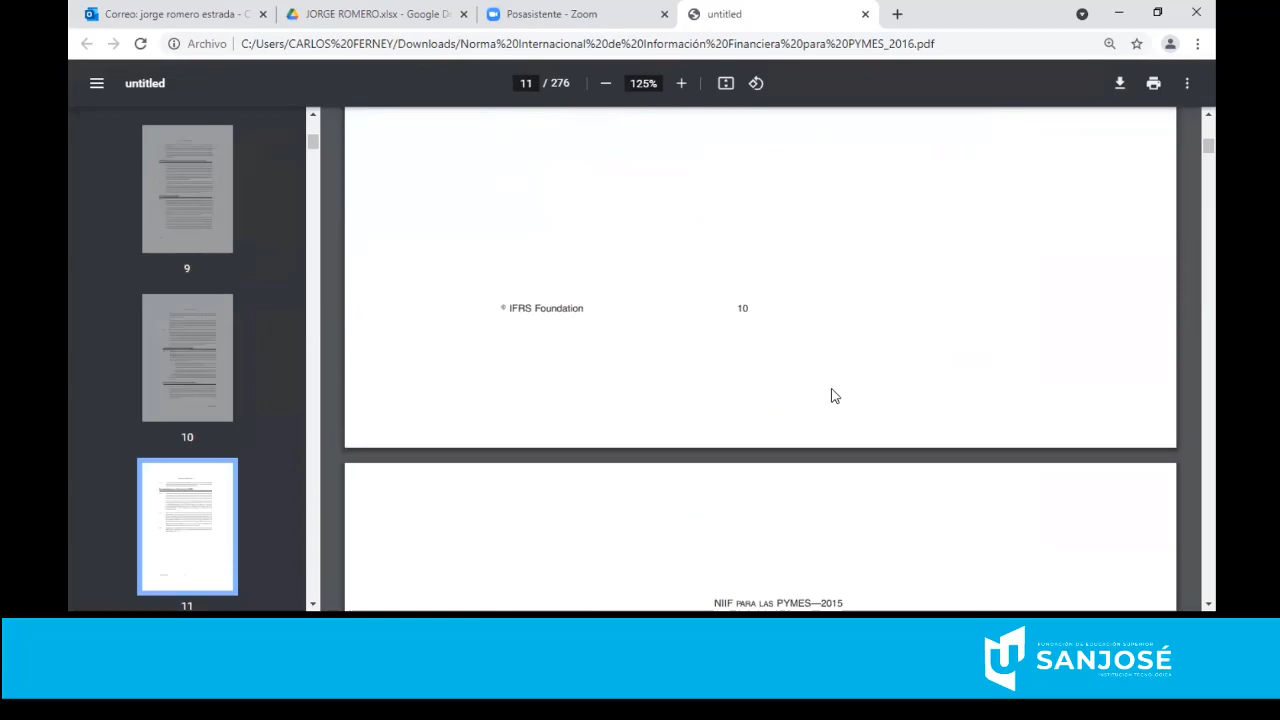 Correo: jorge romero estrada - C
JORGE ROMERO.xlsx - Google D
Posasistente - Zoom
untitled
Archivo
C:/Users/CARLOS%20FERNEY/Downloads/Norma%20Internacional%20de%20Información%20Financiera%20para%20PYMES_2016.pdf
untitled
11 / 276
125%
9
10
11
© IFRS Foundation 10
NIIF PARA LAS PYMES—2015
FUNDACIÓN DE EDUCACIÓN SUPERIOR
SANJOSÉ
INSTITUCIÓN TECNOLÓGICA